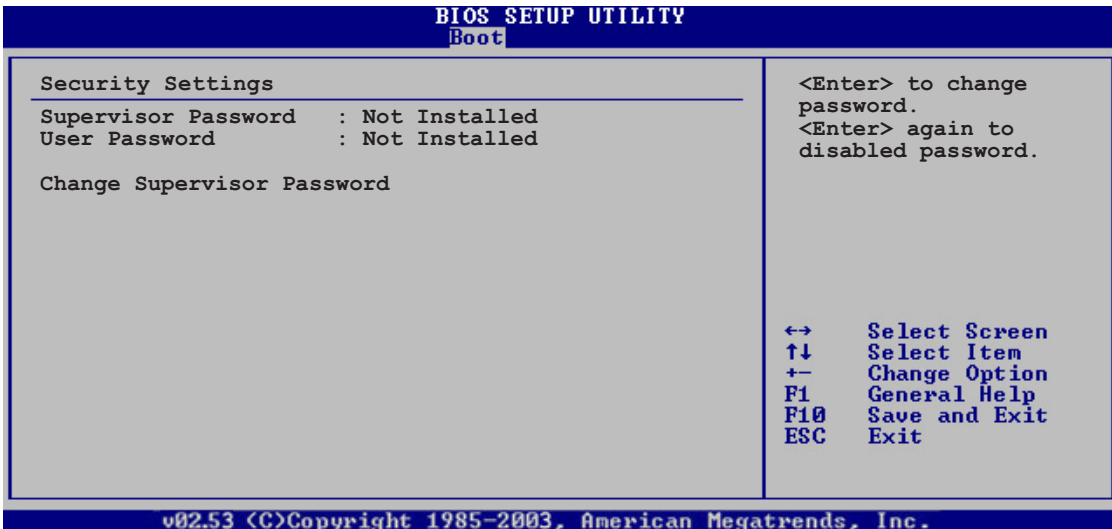 BIOS SETUP UTILITY
Boot
Security Settings
Supervisor Password : Not Installed
User Password : Not Installed
Change Supervisor Password
<Enter> to change
password.
<Enter> again to
disabled password.
←→ Select Screen
↑↓ Select Item
+- Change Option
F1 General Help
F10 Save and Exit
ESC Exit
v02.53 (C)Copyright 1985-2003, American Megatrends, Inc.